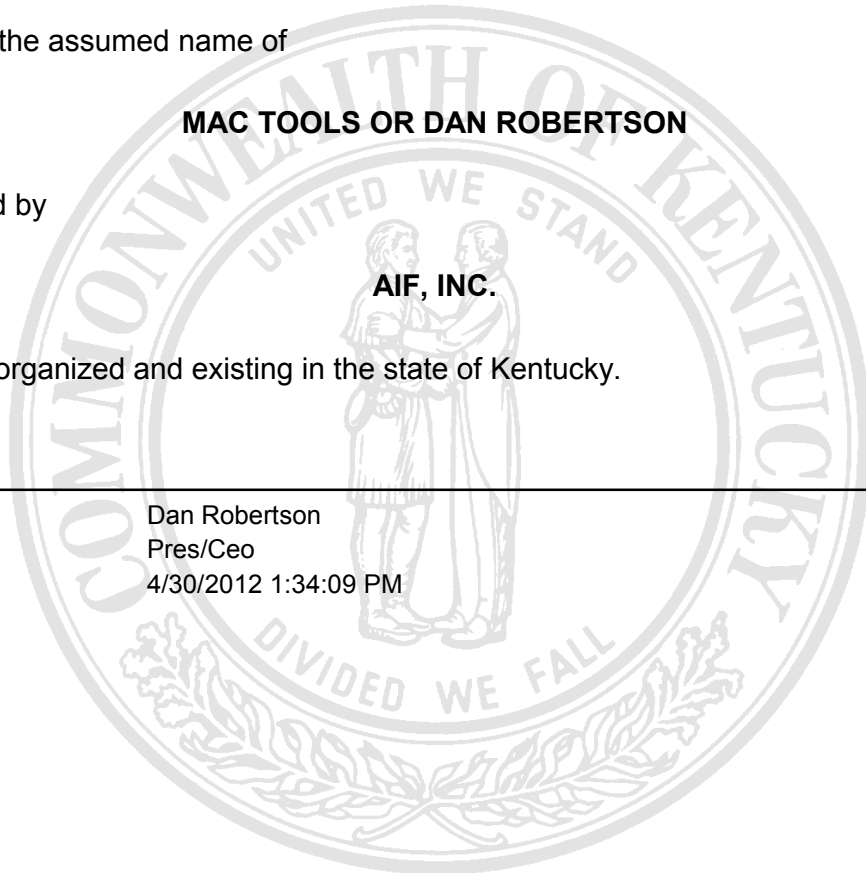 the assumed name of
MAC TOOLS OR DAN ROBERTSON
d by
AIF, INC.
organized and existing in the state of Kentucky.
Dan Robertson
Pres/Ceo
4/30/2012 1:34:09 PM
COMMONWEALTH OF KENTUCKY
UNITED WE STAND
DIVIDED WE FALL